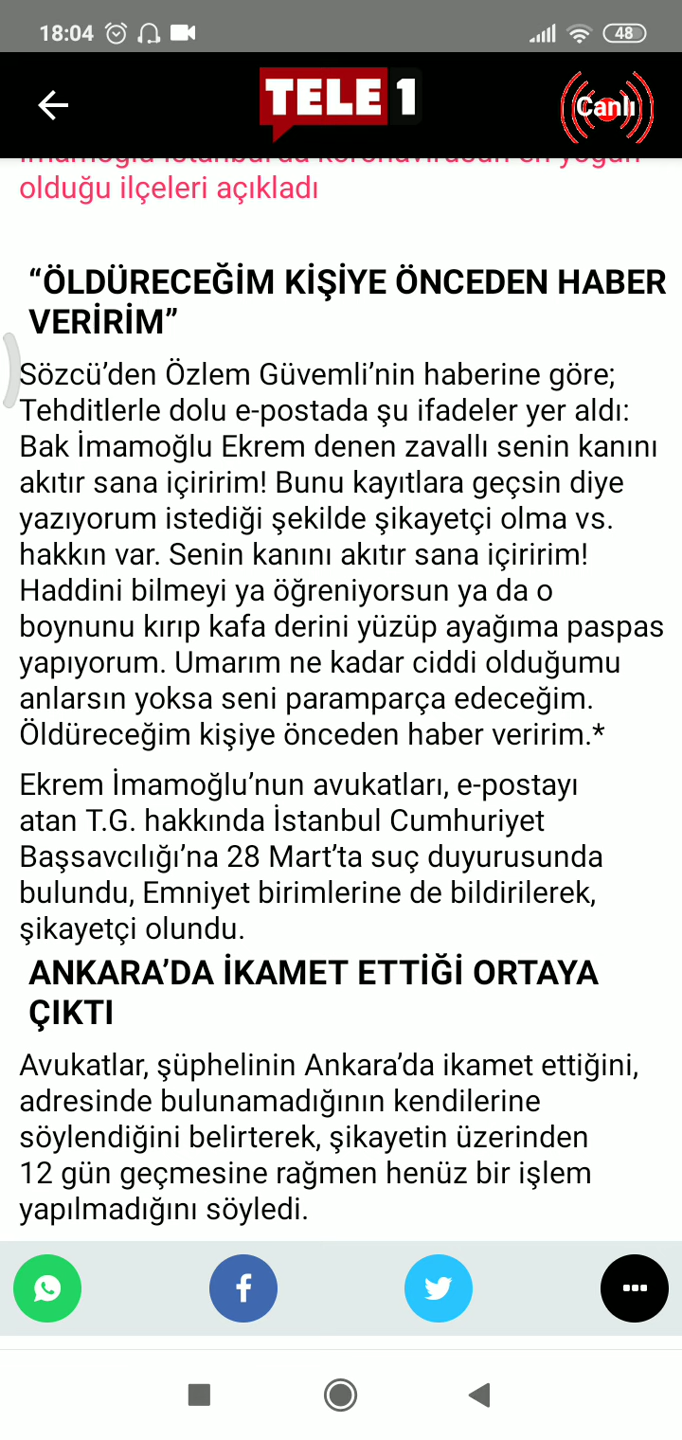 18:04
48
TELE 1
Canlı
İmamoğlu İstanbul'da koronavirüsün en yoğun
olduğu ilçeleri açıkladı
“ÖLDÜRECEĞİM KİŞİYE ÖNCEDEN HABER
VERİRİM”
Sözcü’den Özlem Güvemli’nin haberine göre;
Tehditlerle dolu e-postada şu ifadeler yer aldı:
Bak İmamoğlu Ekrem denen zavallı senin kanını
akıtır sana içiririm! Bunu kayıtlara geçsin diye
yazıyorum istediği şekilde şikayetçi olma vs.
hakkın var. Senin kanını akıtır sana içiririm!
Haddini bilmeyi ya öğreniyorsun ya da o
boynunu kırıp kafa derini yüzüp ayağıma paspas
yapıyorum. Umarım ne kadar ciddi olduğumu
anlarsın yoksa seni paramparça edeceğim.
Öldüreceğim kişiye önceden haber veririm.*
Ekrem İmamoğlu’nun avukatları, e-postayı
atan T.G. hakkında İstanbul Cumhuriyet
Başsavcılığı’na 28 Mart’ta suç duyurusunda
bulundu, Emniyet birimlerine de bildirilerek,
şikayetçi olundu.
ANKARA’DA İKAMET ETTİĞİ ORTAYA
ÇIKTI
Avukatlar, şüphelinin Ankara’da ikamet ettiğini,
adresinde bulunamadığının kendilerine
söylendiğini belirterek, şikayetin üzerinden
12 gün geçmesine rağmen henüz bir işlem
yapılmadığını söyledi.